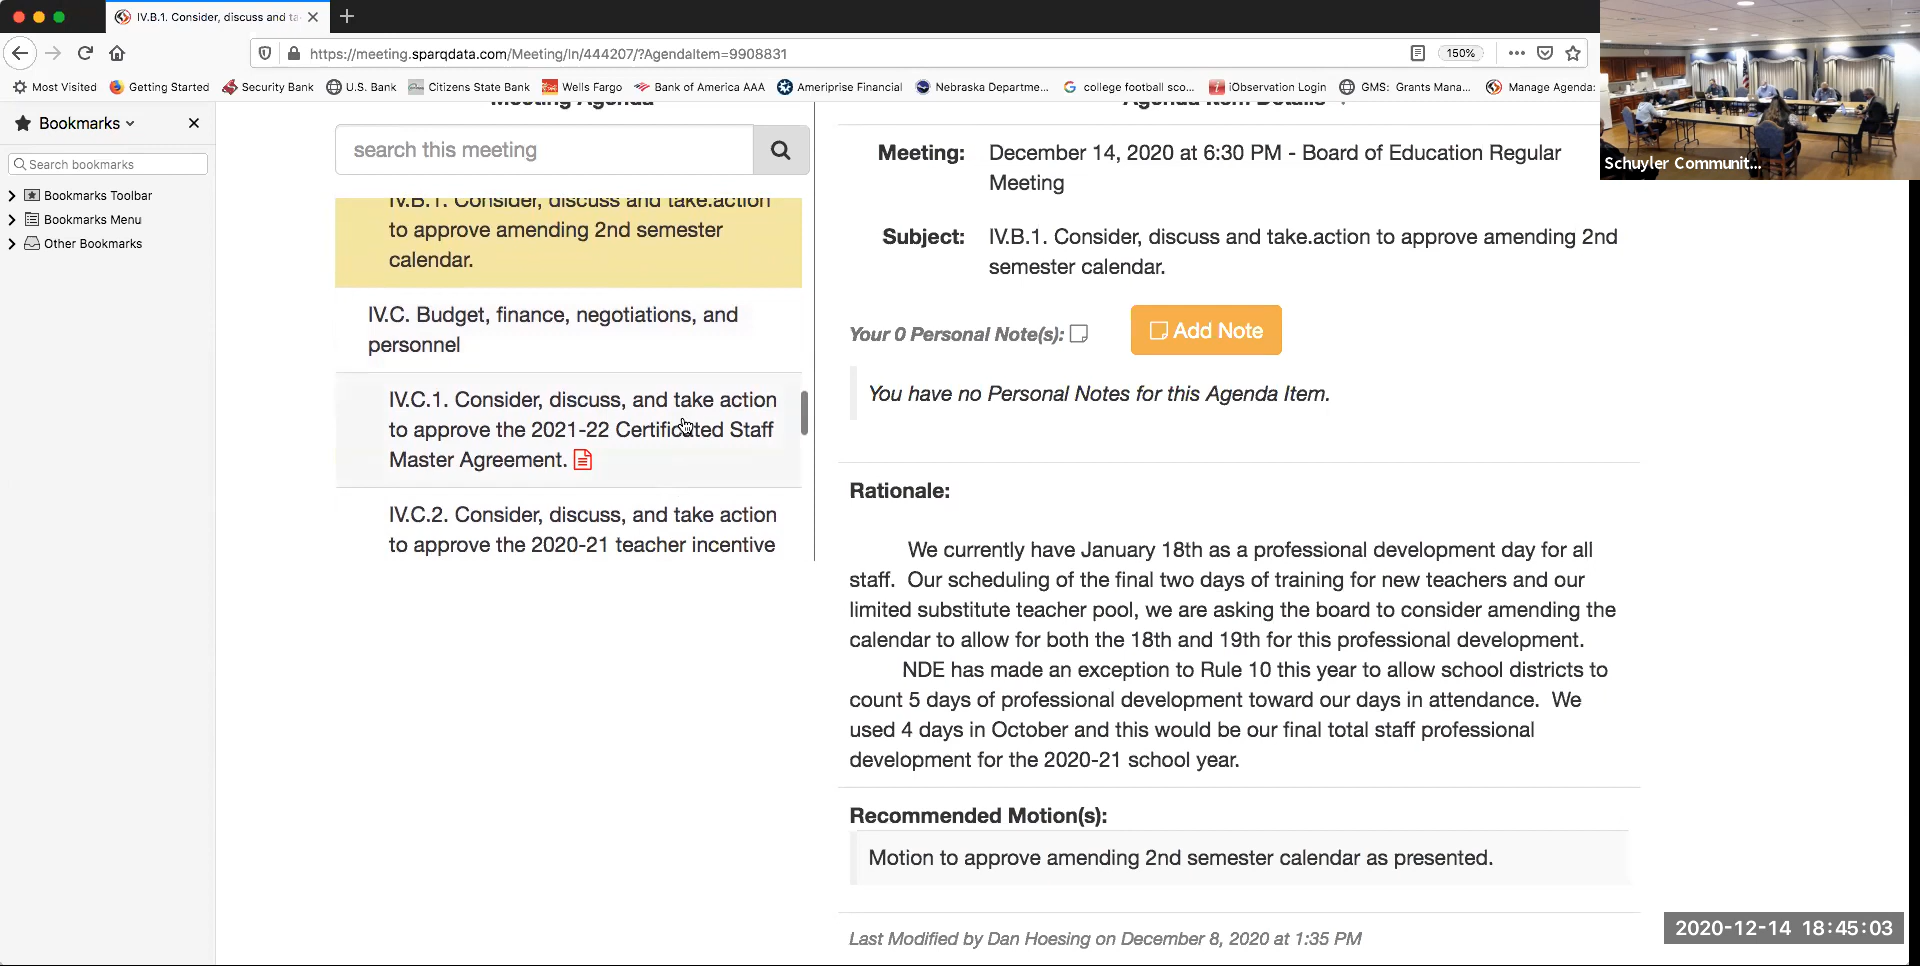 IV.B.1. Consider, discuss and ta
https://meeting.sparqdata.com/Meeting/In/444207/?AgendaItem=9908831
150%
Most Visited
Getting Started
Security Bank
U.S. Bank
Citizens State Bank
Wells Fargo
Bank of America AAA
Ameriprise Financial
Nebraska Departme...
college football sco...
iObservation Login
GMS: Grants Mana...
Manage Agenda:
Schuyler Communit...
Bookmarks
Search bookmarks
Bookmarks Toolbar
Bookmarks Menu
Other Bookmarks
Meeting Agenda
search this meeting
IV.B.1. Consider, discuss and take.action
to approve amending 2nd semester
calendar.
IV.C. Budget, finance, negotiations, and
personnel
IV.C.1. Consider, discuss, and take action
to approve the 2021-22 Certificated Staff
Master Agreement.
IV.C.2. Consider, discuss, and take action
to approve the 2020-21 teacher incentive
Agenda Item Details
Meeting: December 14, 2020 at 6:30 PM - Board of Education Regular
Meeting
Subject: IV.B.1. Consider, discuss and take.action to approve amending 2nd
semester calendar.
Your 0 Personal Note(s):
Add Note
You have no Personal Notes for this Agenda Item.
Rationale:
We currently have January 18th as a professional development day for all
staff. Our scheduling of the final two days of training for new teachers and our
limited substitute teacher pool, we are asking the board to consider amending the
calendar to allow for both the 18th and 19th for this professional development.
NDE has made an exception to Rule 10 this year to allow school districts to
count 5 days of professional development toward our days in attendance. We
used 4 days in October and this would be our final total staff professional
development for the 2020-21 school year.
Recommended Motion(s):
Motion to approve amending 2nd semester calendar as presented.
Last Modified by Dan Hoesing on December 8, 2020 at 1:35 PM
2020-12-14 18:45:03